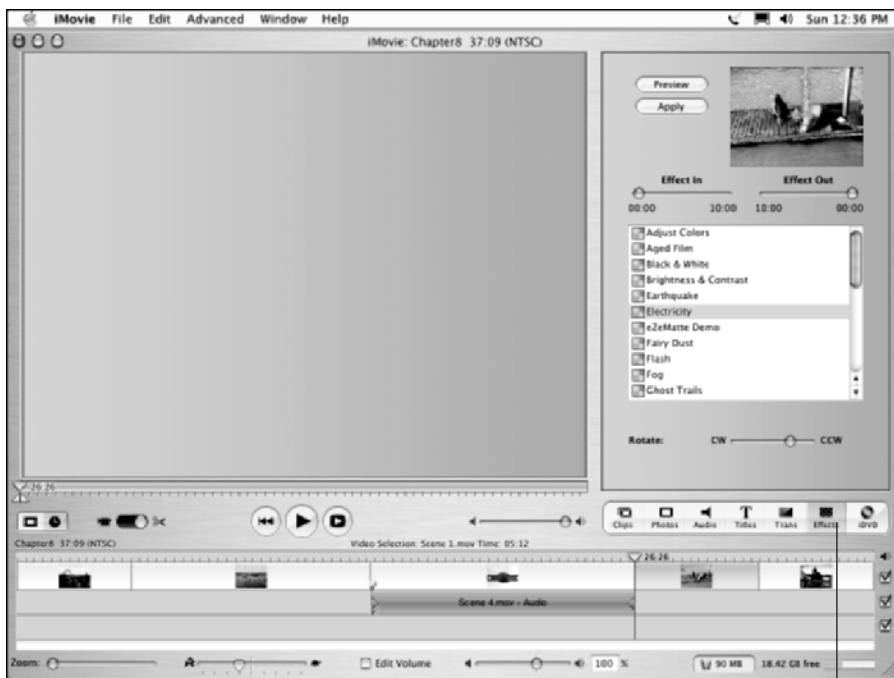 iMovie File Edit Advanced Window Help Sun 12:36 PM
iMovie: Chapter8 37:09 (NTSC)
Preview
Apply
Effect In Effect Out
00:00 10:00 10:00 00:00
Adjust Colors
Aged Film
Black & White
Brightness & Contrast
Earthquake
Electricity
eZeMatte Demo
Fairy Dust
Flash
Fog
Ghost Trails
Rotate: CW CCW
26:26
Clips Photos Audio Titles Trans Effects iDVD
Chapter8 37:09 (NTSC) Video Selection: Scene 1.mov Time: 05:12
26:26
Scene 4.mov - Audio
Zoom: Edit Volume 100 % 90 MB 18.42 GB free